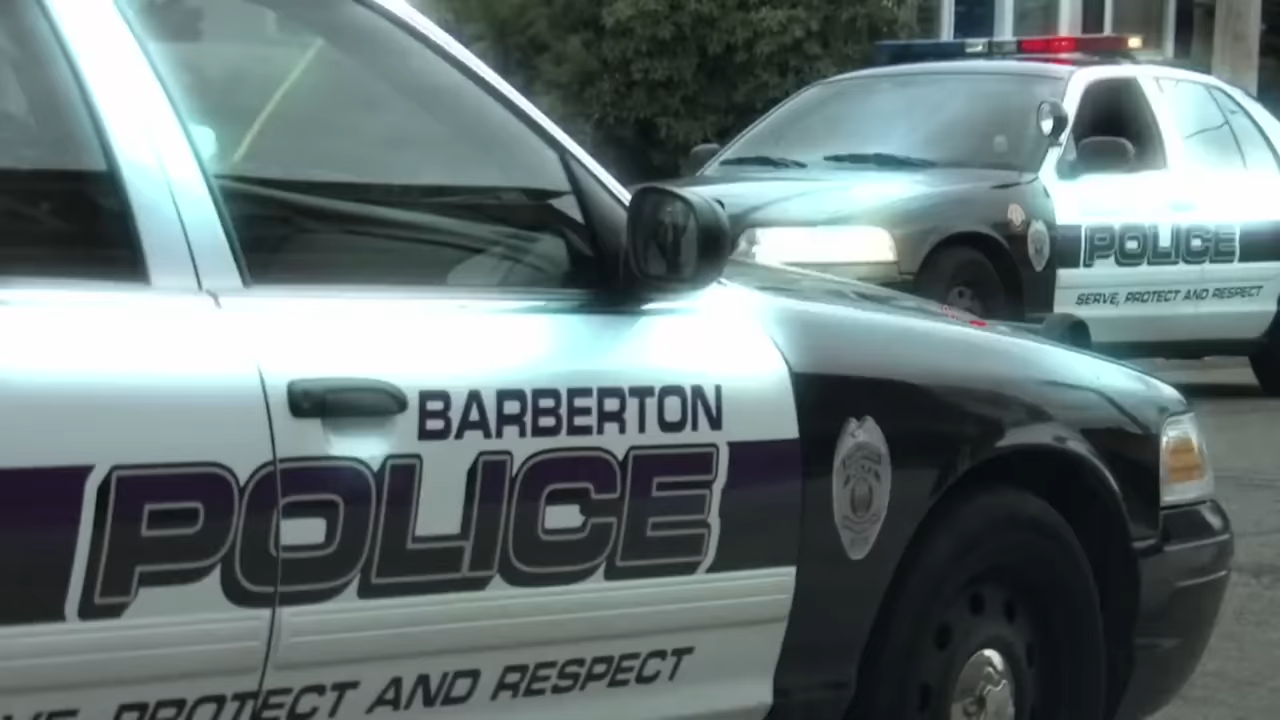 POLICE
SERVE, PROTECT AND RESPECT
BARBERTON
POLICE
PROTECT AND RESPECT